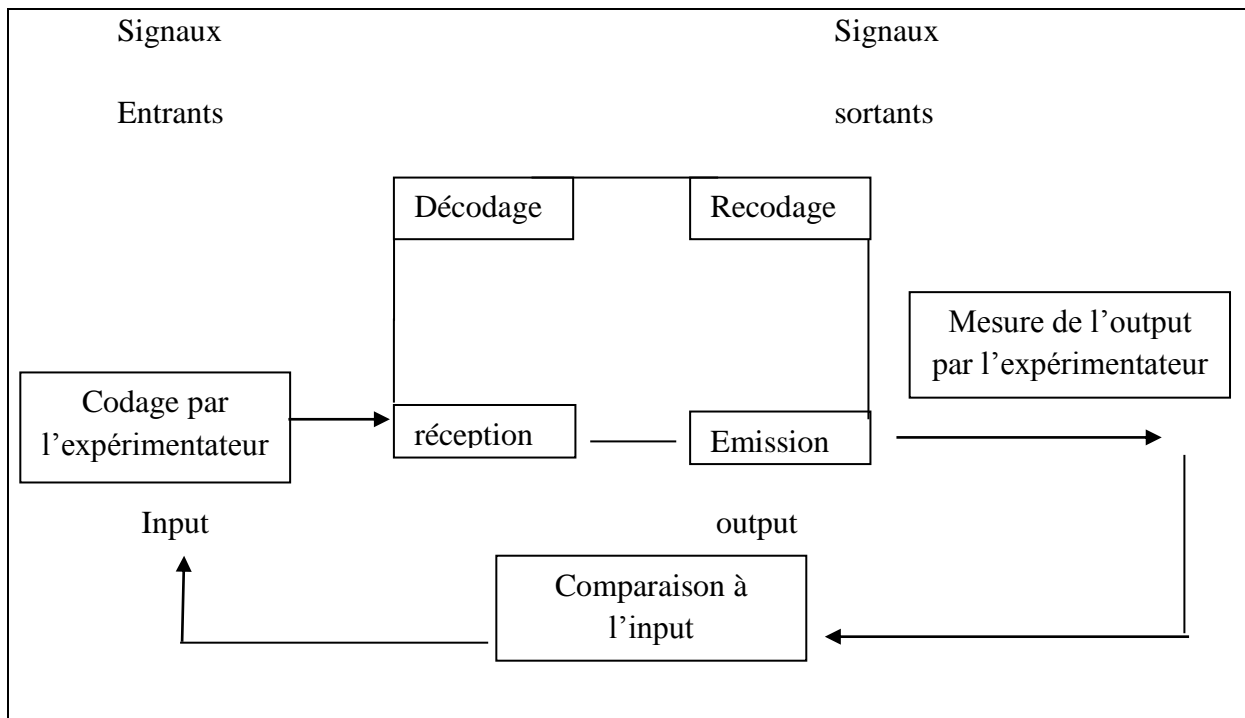 Signaux
Signaux
Entrants
sortants
Décodage
Recodage
Mesure de l’output
par l’expérimentateur
Codage par
l’expérimentateur
réception
Emission
Input
output
Comparaison à
l’input